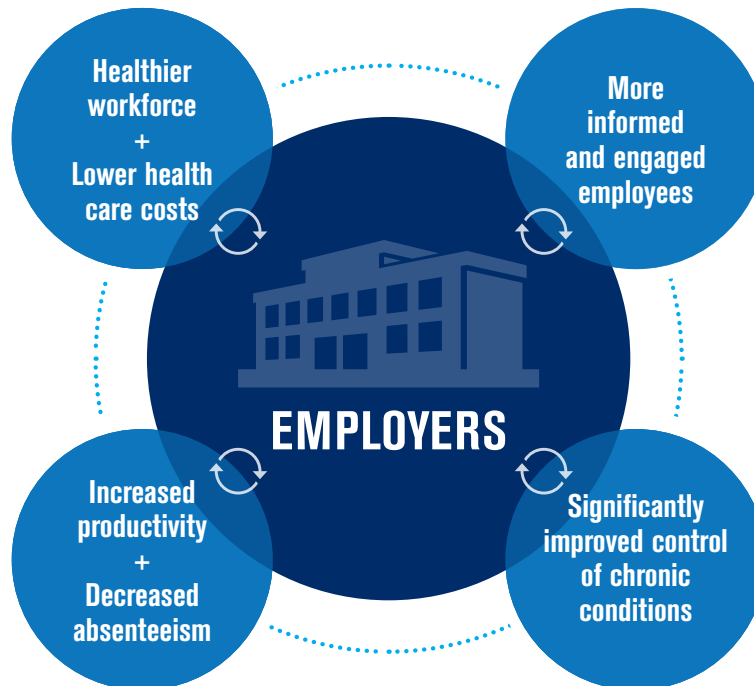 Healthier
workforce
+
Lower health
care costs
More
informed
and engaged
employees
EMPLOYERS
Increased
productivity
+
Decreased
absenteeism
Significantly
improved control
of chronic
conditions